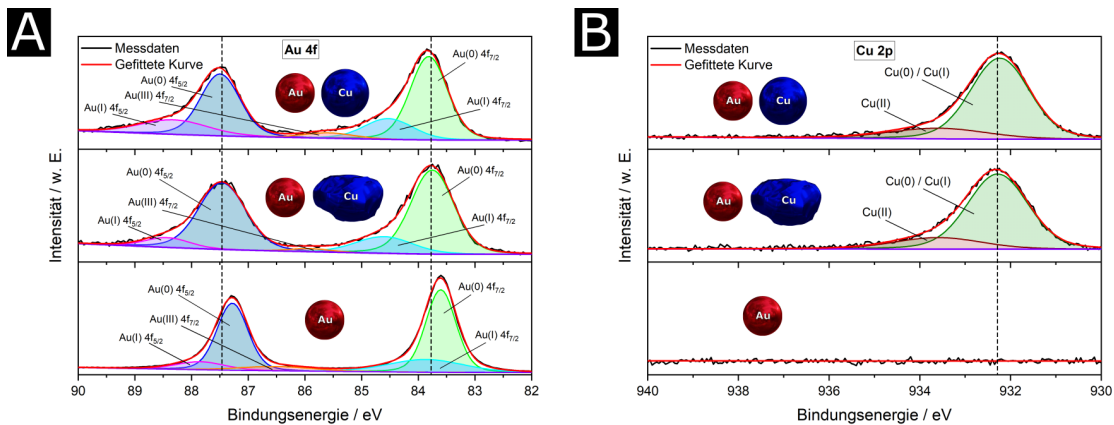 A
Messdaten
Gefittete Kurve
Au 4f
Au(0) 4f5/2
Au(III) 4f7/2
Au(I) 4f5/2
Au
Cu
Au(0) 4f7/2
Au(I) 4f7/2
Au(0) 4f5/2
Au(III) 4f7/2
Au(I) 4f5/2
Au
Cu
Au(0) 4f7/2
Au(I) 4f7/2
Au(0) 4f5/2
Au(III) 4f7/2
Au(I) 4f5/2
Au
Au(0) 4f7/2
Au(I) 4f7/2
Intensität / w. E.
90 89 88 87 86 85 84 83 82
Bindungsenergie / eV
B
Messdaten
Gefittete Kurve
Cu 2p
Cu(0) / Cu(I)
Cu(II)
Au
Cu
Cu(0) / Cu(I)
Cu(II)
Au
Cu
Au
Intensität / w. E.
940 938 936 934 932 930
Bindungsenergie / eV